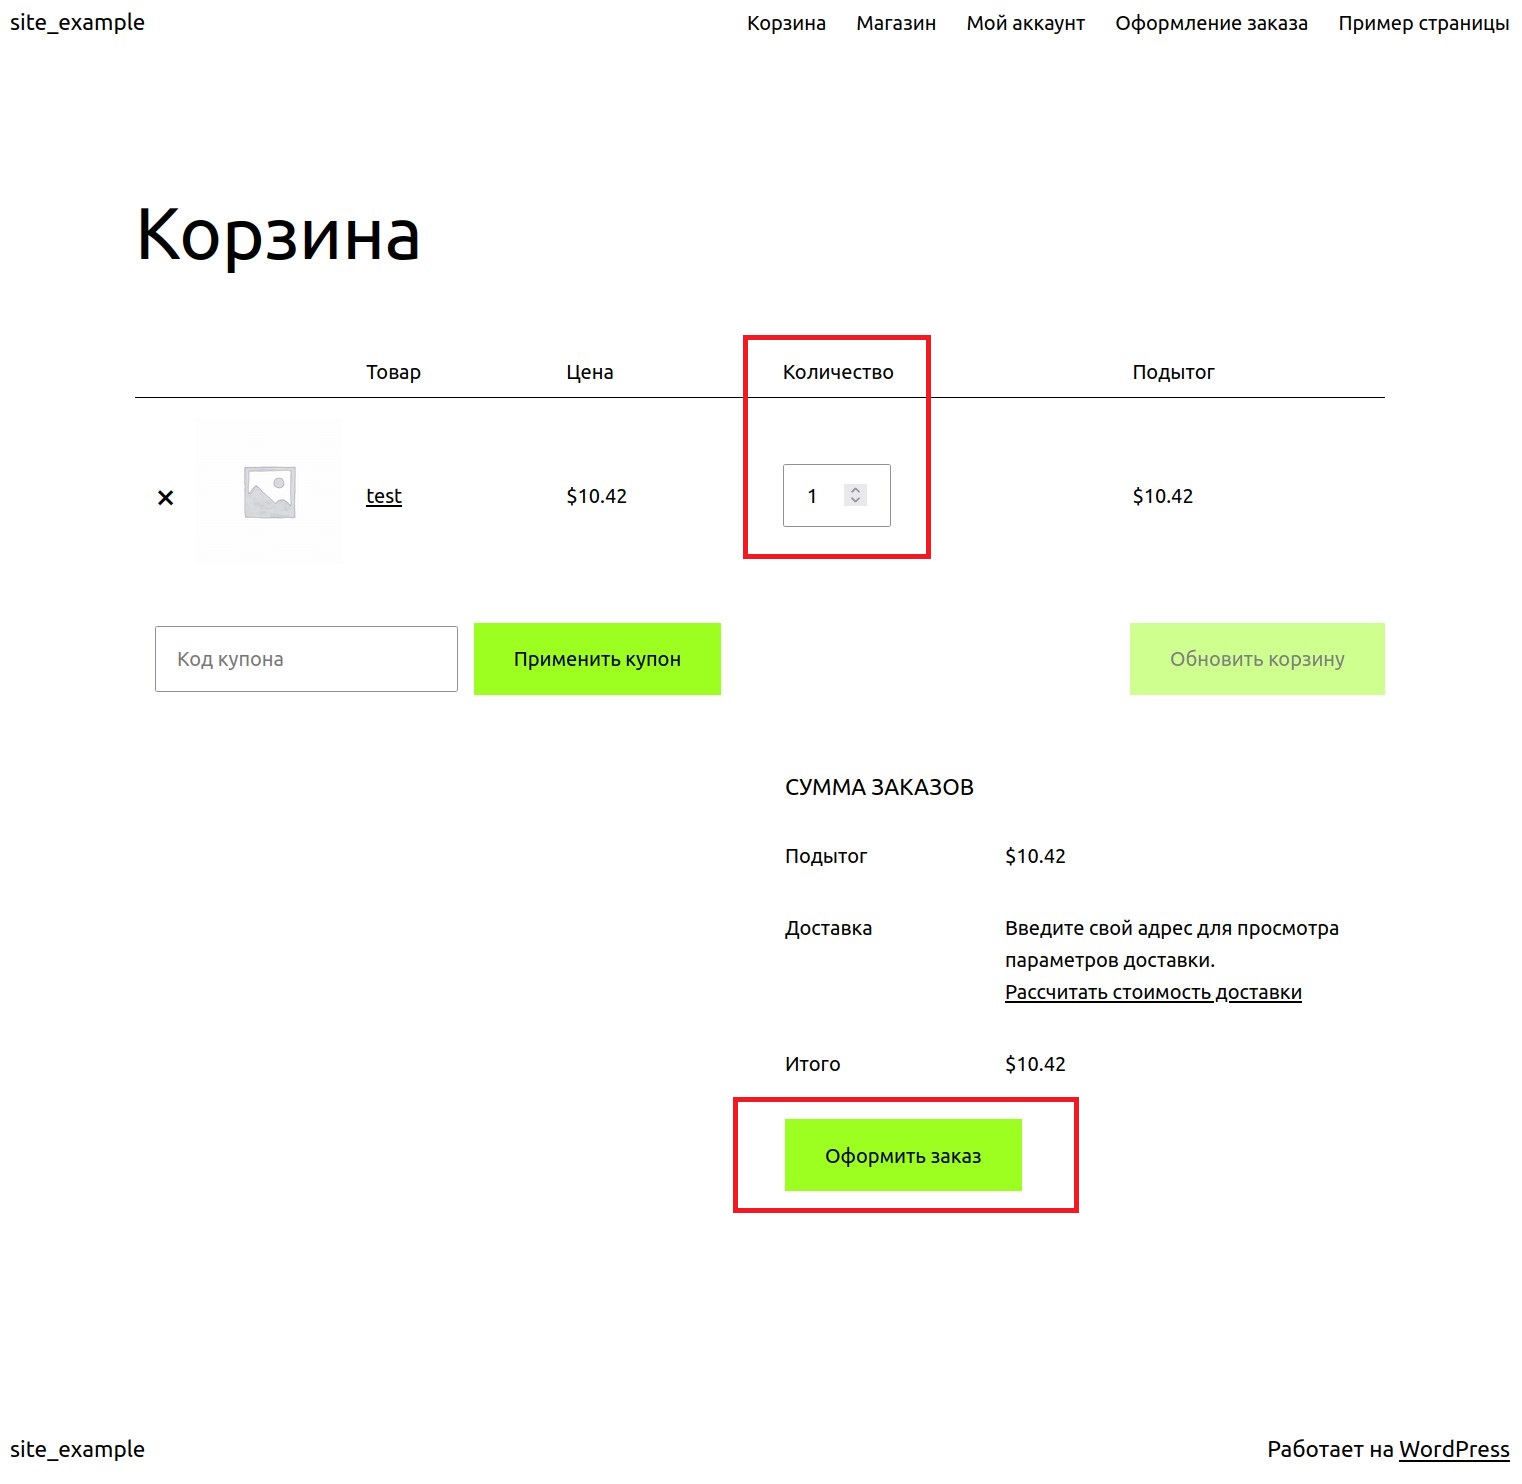 site_example
Корзина Магазин Мой аккаунт Оформление заказа Пример страницы
Корзина
Товар Цена Количество Подытог
× test $10.42 1 $10.42
Код купона Применить купон Обновить корзину
СУММА ЗАКАЗОВ
Подытог $10.42
Доставка Введите свой адрес для просмотра
параметров доставки.
Рассчитать стоимость доставки
Итого $10.42
Оформить заказ
site_example
Работает на WordPress